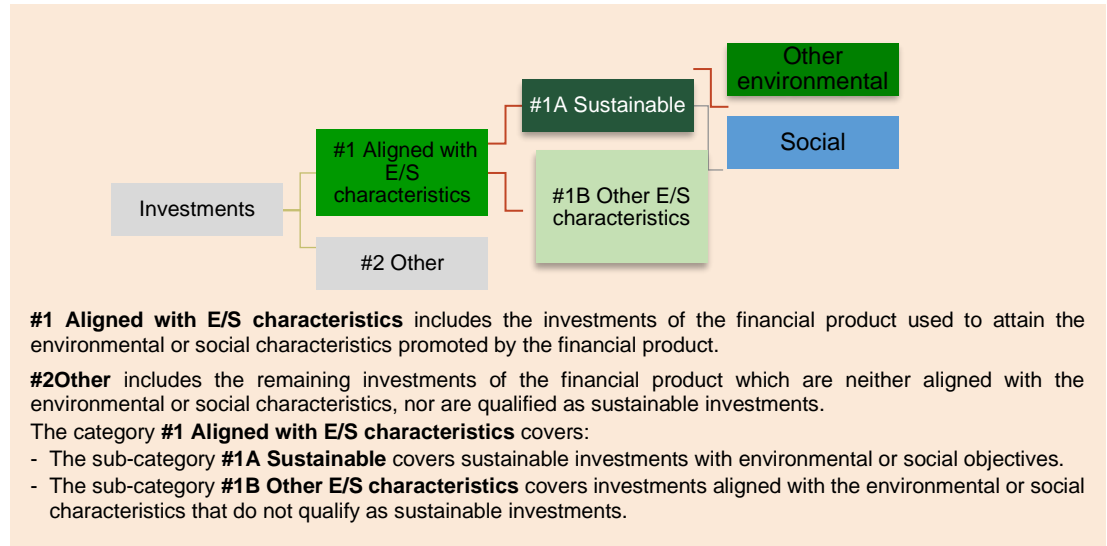 Other
environmental
#1A Sustainable
Social
#1 Aligned with
E/S
characteristics
#1B Other E/S
characteristics
Investments
#2 Other
#1 Aligned with E/S characteristics includes the investments of the financial product used to attain the
environmental or social characteristics promoted by the financial product.
#2Other includes the remaining investments of the financial product which are neither aligned with the
environmental or social characteristics, nor are qualified as sustainable investments.
The category #1 Aligned with E/S characteristics covers:
- The sub-category #1A Sustainable covers sustainable investments with environmental or social objectives.
- The sub-category #1B Other E/S characteristics covers investments aligned with the environmental or social
characteristics that do not qualify as sustainable investments.